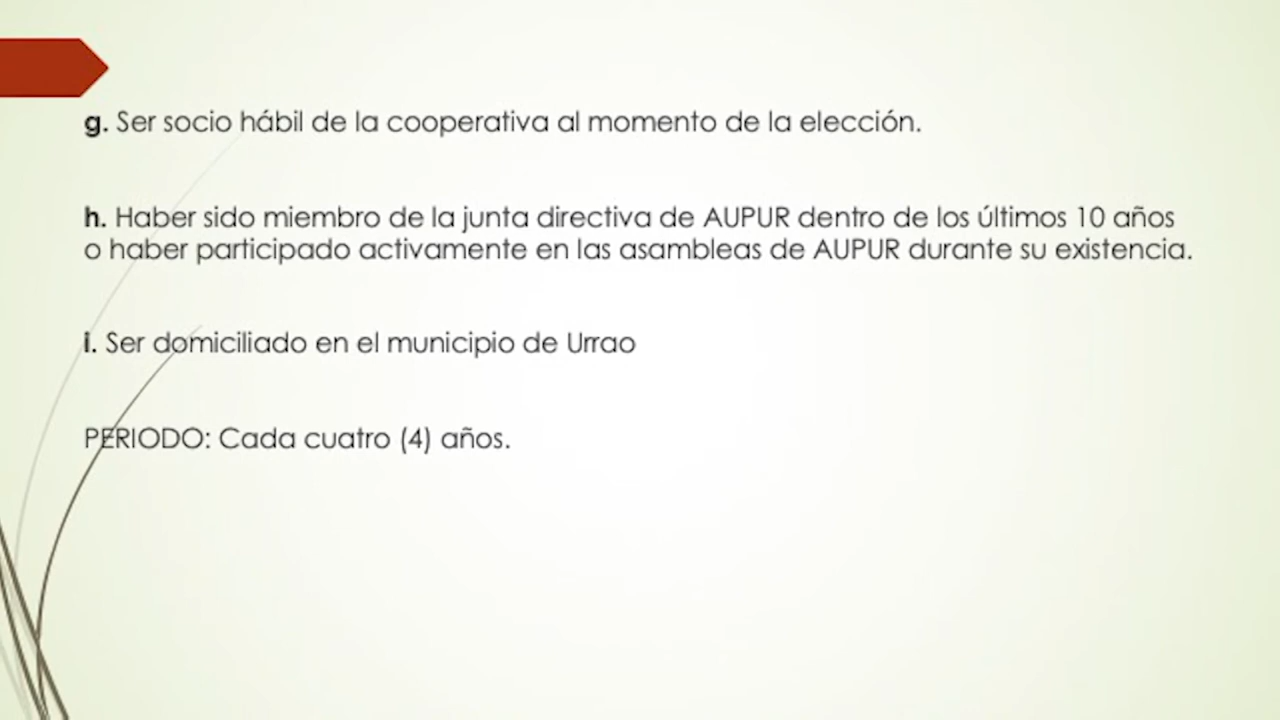 g. Ser socio hábil de la cooperativa al momento de la elección.
h. Haber sido miembro de la junta directiva de AUPUR dentro de los últimos 10 años
o haber participado activamente en las asambleas de AUPUR durante su existencia.
i. Ser domiciliado en el municipio de Urrao
PERIODO: Cada cuatro (4) años.